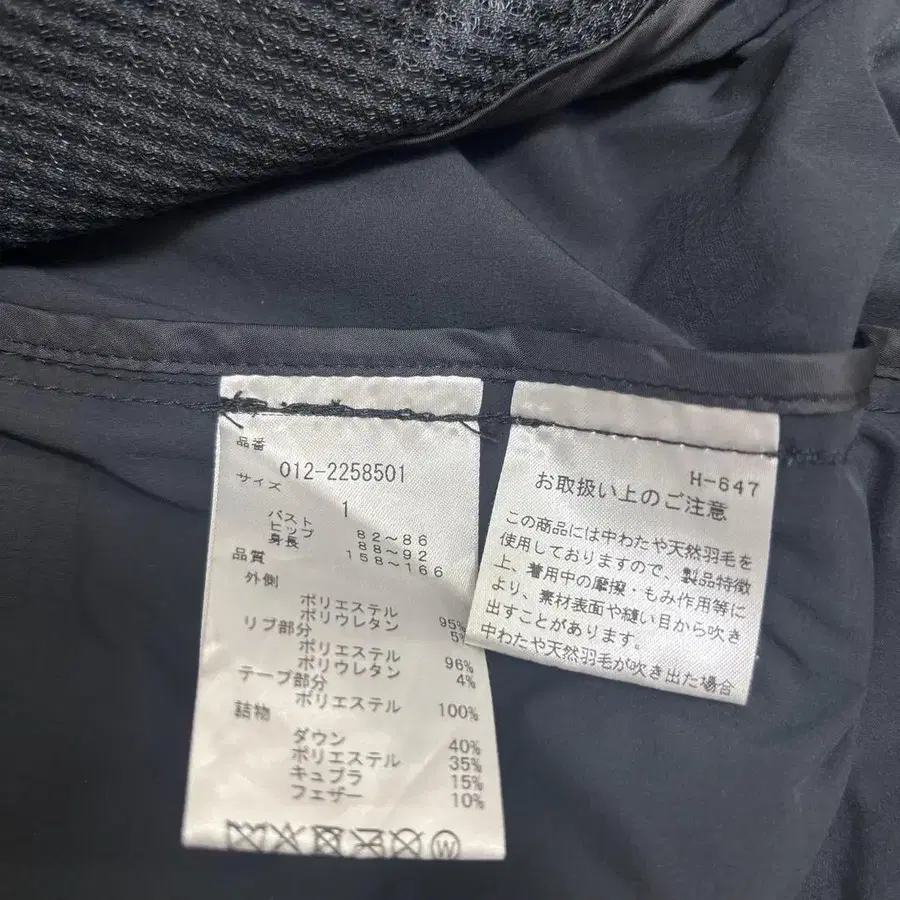 品番
012-2258501
サイズ
1
バスト 82～86
ヒップ 88～92
身長 158～166
品質
外側
ポリエステル 95%
ポリウレタン 5%
リブ部分
ポリエステル 96%
ポリウレタン 4%
テープ部分
ポリエステル 100%
詰物
ダウン 40%
ポリエステル 35%
キュプラ 15%
フェザー 10%
W
H-647
お取扱い上のご注意
この商品には中わたや天然羽毛を
使用しておりますので、製品特徴
上、着用中の摩擦・もみ作用等に
より、素材表面や縫い目から吹き
出すことがあります。
中わたや天然羽毛が吹き出た場合